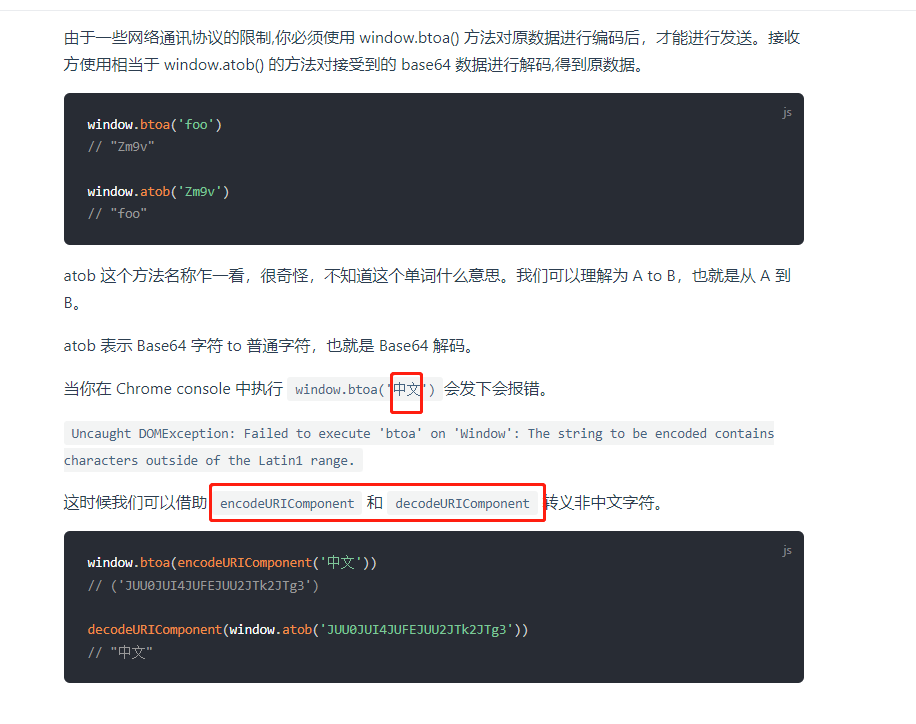 由于一些网络通讯协议的限制,你必须使用 window.btoa() 方法对原数据进行编码后，才能进行发送。接收
方使用相当于 window.atob() 的方法对接受到的 base64 数据进行解码,得到原数据。
js
window.btoa('foo')
// "Zm9v"
window.atob('Zm9v')
// "foo"
atob 这个方法名称乍一看，很奇怪，不知道这个单词什么意思。我们可以理解为 A to B，也就是从 A 到
B。
atob 表示 Base64 字符 to 普通字符，也就是 Base64 解码。
当你在 Chrome console 中执行 window.btoa('中文') 会发下会报错。
Uncaught DOMException: Failed to execute 'btoa' on 'Window': The string to be encoded contains
characters outside of the Latin1 range.
这时候我们可以借助 encodeURIComponent 和 decodeURIComponent 转义非中文字符。
js
window.btoa(encodeURIComponent('中文'))
// ('JUU0JUI4JUFEJUU2JTk2JTg3')
decodeURIComponent(window.atob('JUU0JUI4JUFEJUU2JTk2JTg3'))
// "中文"